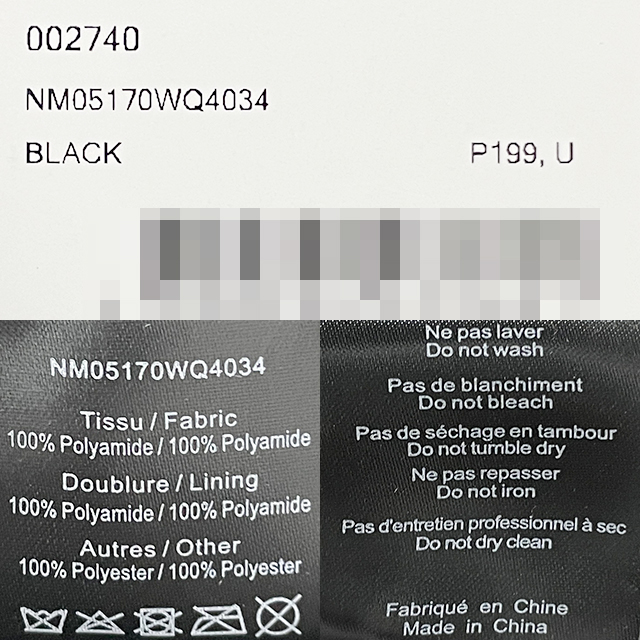 002740
NM05170WQ4034
BLACK P199, U
NM05170WQ4034
Tissu / Fabric
100% Polyamide / 100% Polyamide
Doublure / Lining
100% Polyamide / 100% Polyamide
Autres / Other
100% Polyester / 100% Polyester
Ne pas laver
Do not wash
Pas de blanchiment
Do not bleach
Pas de séchage en tambour
Do not tumble dry
Ne pas repasser
Do not iron
Pas d'entretien professionnel à sec
Do not dry clean
Fabriqué en Chine
Made in China